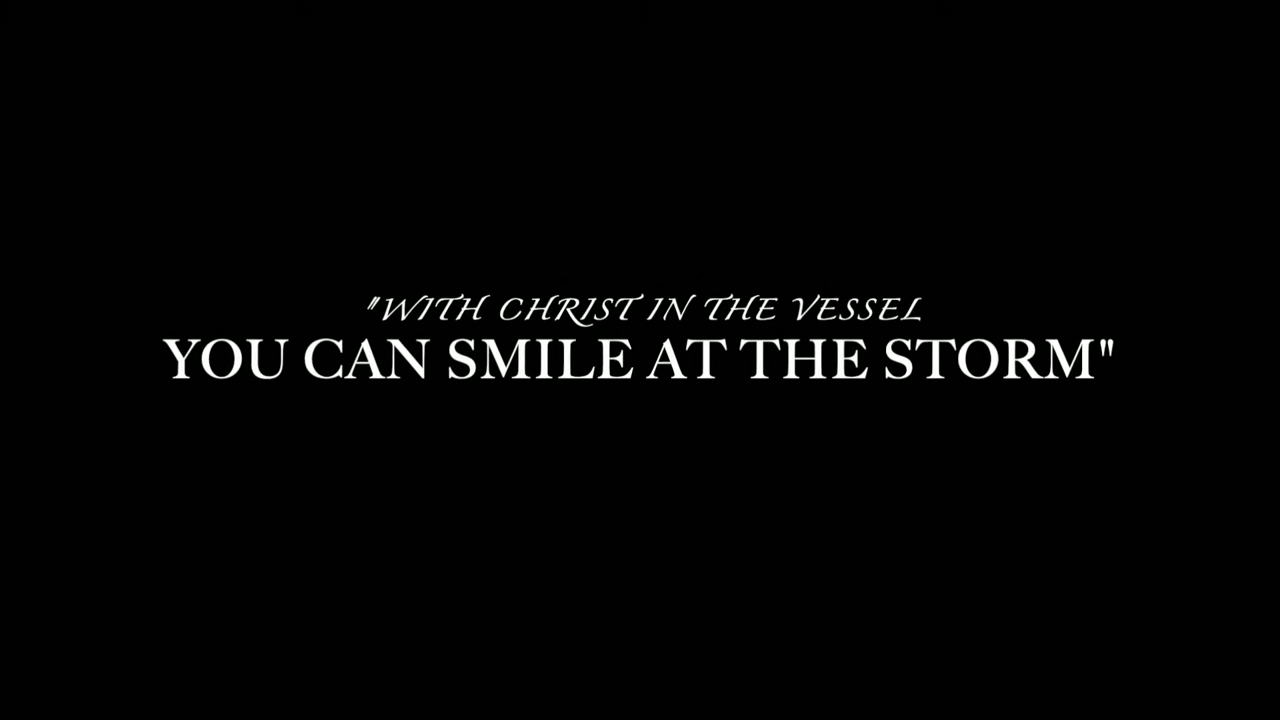 "WITH CHRIST IN THE VESSEL
YOU CAN SMILE AT THE STORM"